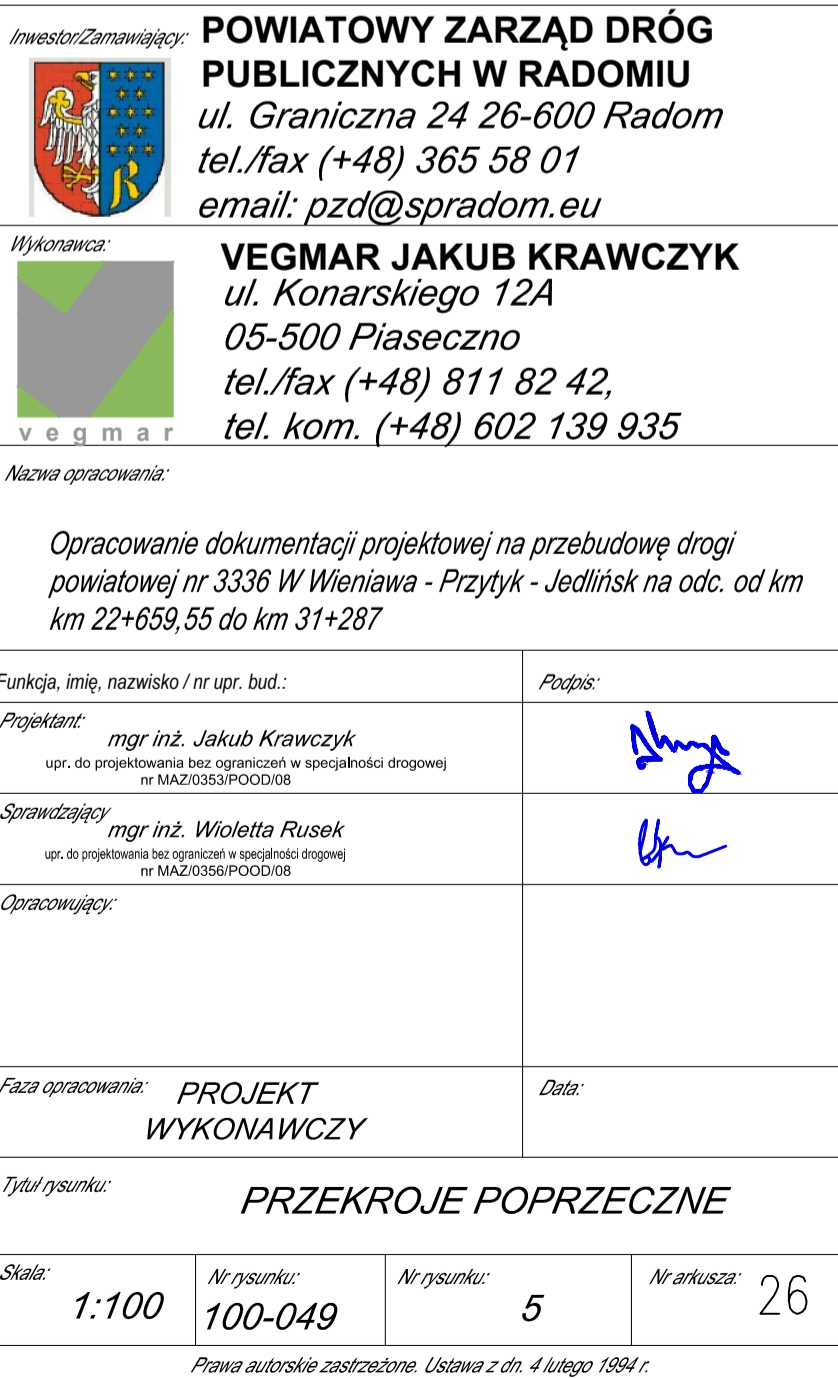 Inwestor/Zamawiający: POWIATOWY ZARZĄD DRÓG
PUBLICZNYCH W RADOMIU
ul. Graniczna 24 26-600 Radom
tel./fax (+48) 365 58 01
email: pzd@spradom.eu
Wykonawca:
VEGMAR JAKUB KRAWCZYK
ul. Konarskiego 12A
05-500 Piaseczno
tel./fax (+48) 811 82 42,
tel. kom. (+48) 602 139 935
vegmar
Nazwa opracowania:
Opracowanie dokumentacji projektowej na przebudowę drogi
powiatowej nr 3336 W Wieniawa - Przytyk - Jedlińsk na odc. od km
km 22+659,55 do km 31+287
Funkcja, imię, nazwisko / nr upr. bud.:
Podpis:
Projektant:
mgr inż. Jakub Krawczyk
upr. do projektowania bez ograniczeń w specjalności drogowej
nr MAZ/0353/POOD/08
Sprawdzający
mgr inż. Wioletta Rusek
upr. do projektowania bez ograniczeń w specjalności drogowej
nr MAZ/0356/POOD/08
Opracowujący:
Faza opracowania: PROJEKT
WYKONAWCZY
Data:
Tytuł rysunku:
PRZEKROJE POPRZECZNE
Skala:
1:100
Nr rysunku:
100-049
Nr rysunku:
5
Nr arkusza: 26
Prawa autorskie zastrzeżone. Ustawa z dn. 4 lutego 1994 r.